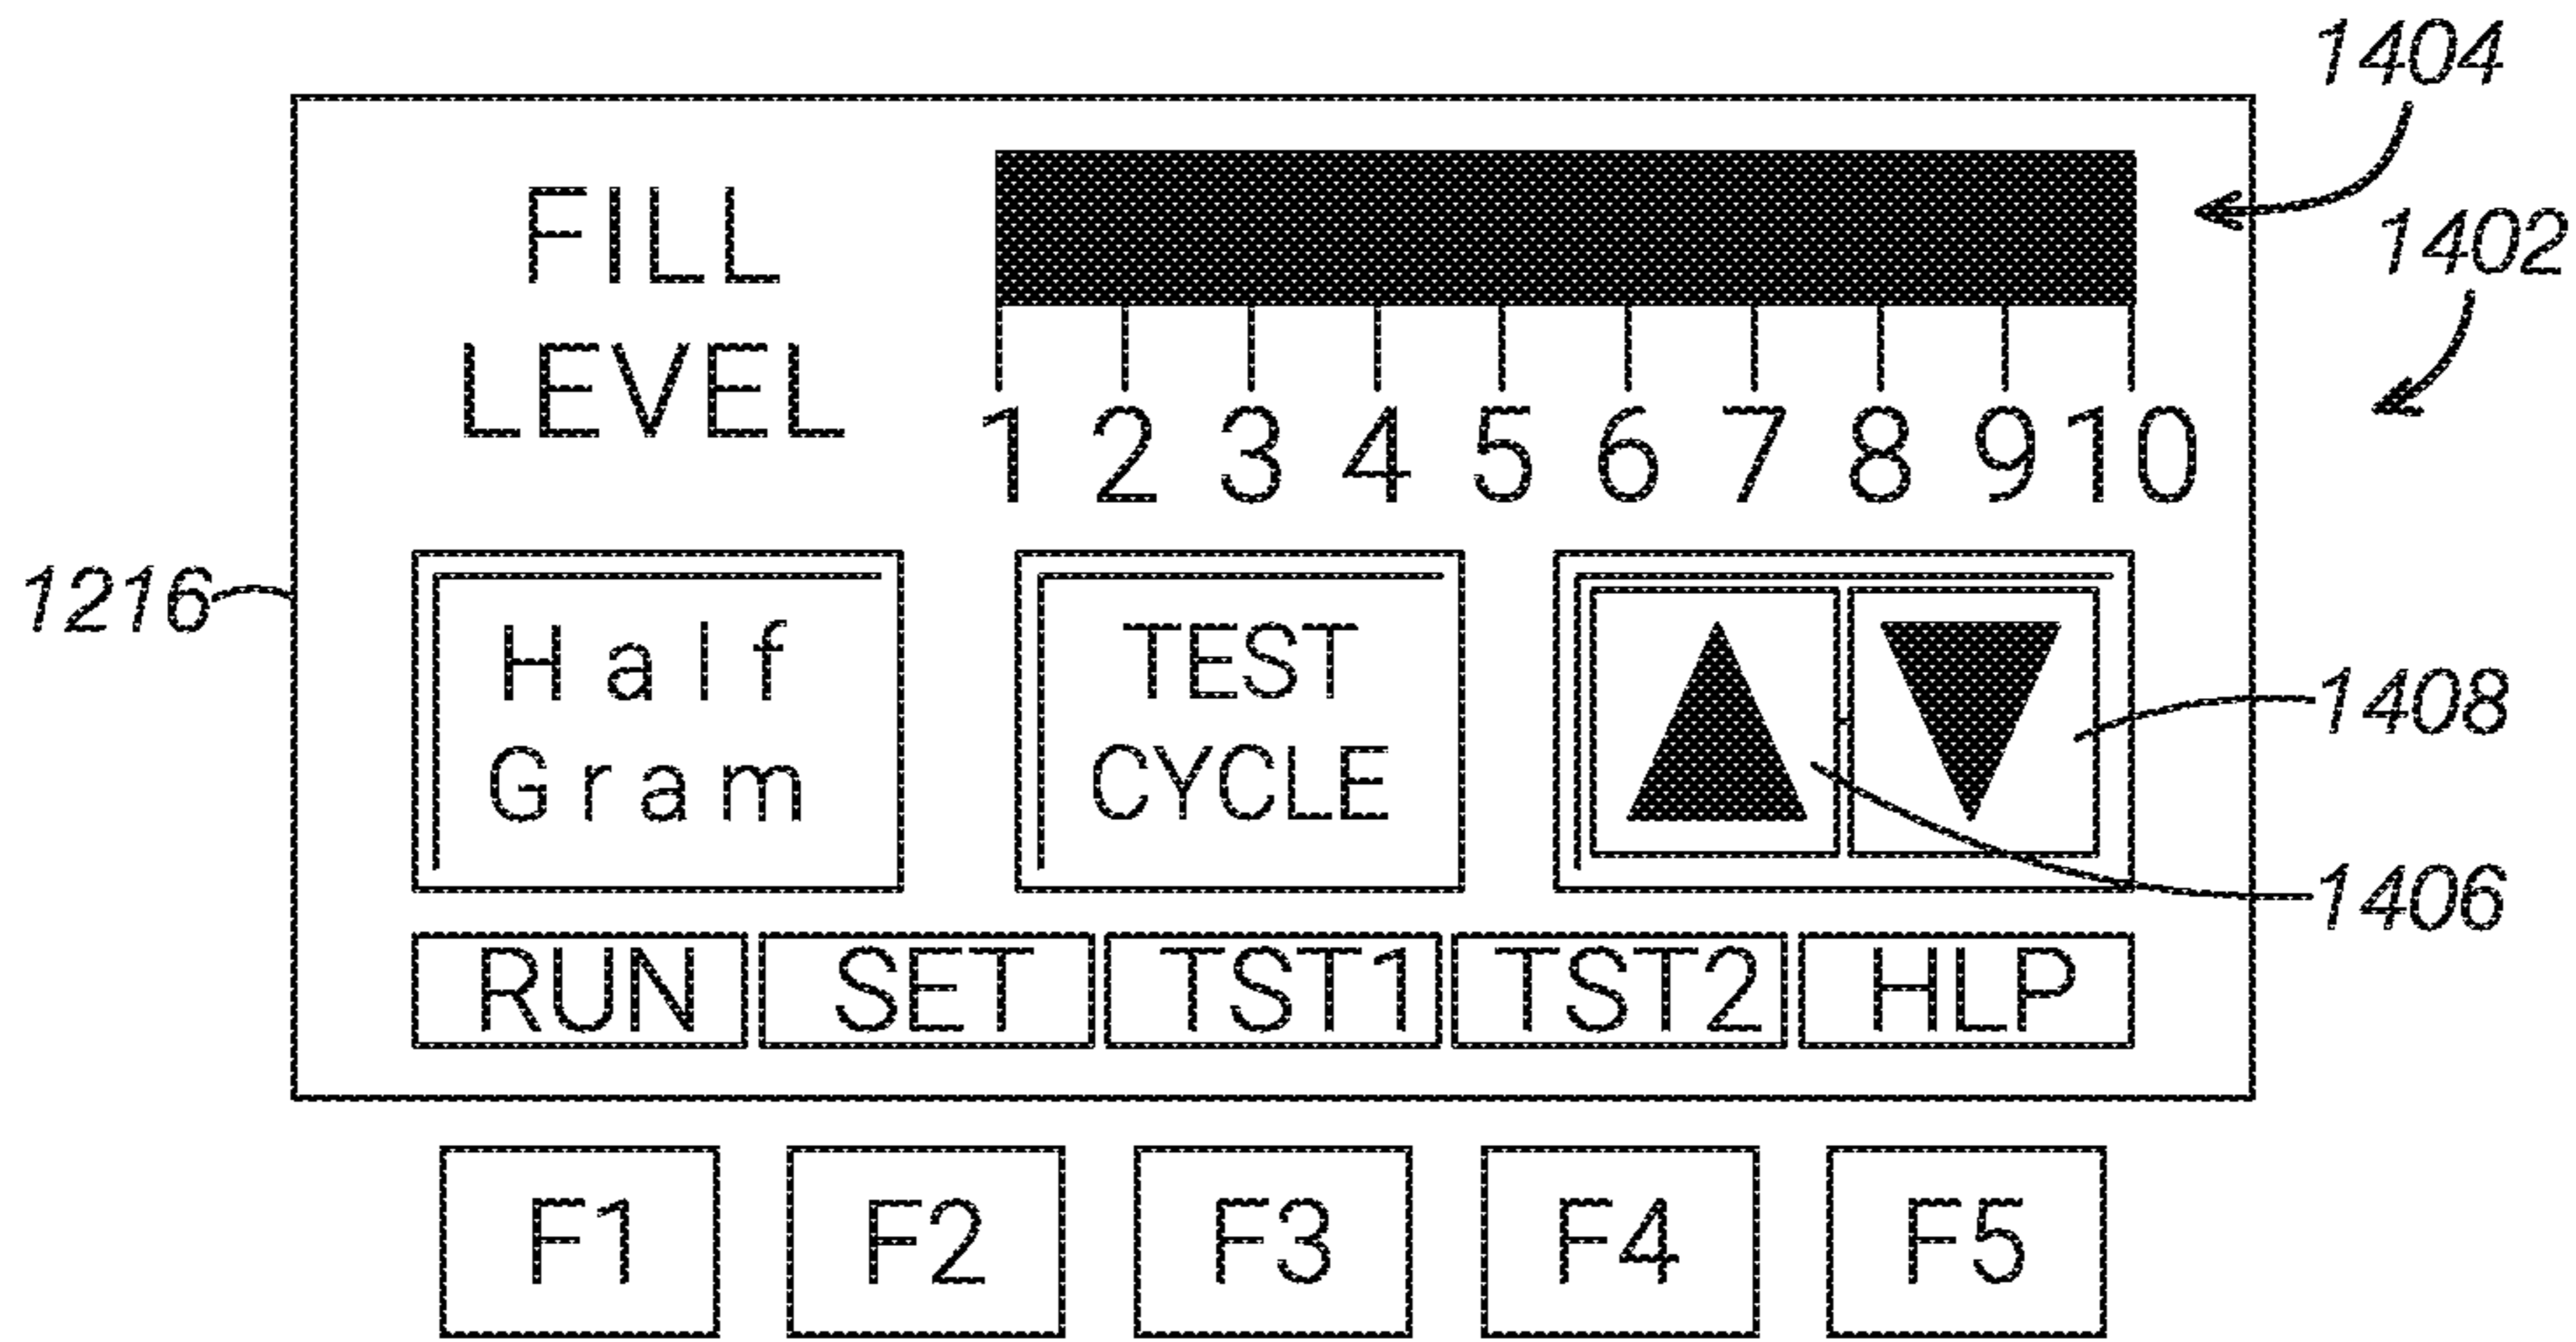 1404
FILL
LEVEL
1402
1 2 3 4 5 6 7 8 9 10
1216
Half
Gram
TEST
CYCLE
1408
1406
RUN SET TST1 TST2 HLP
F1 F2 F3 F4 F5